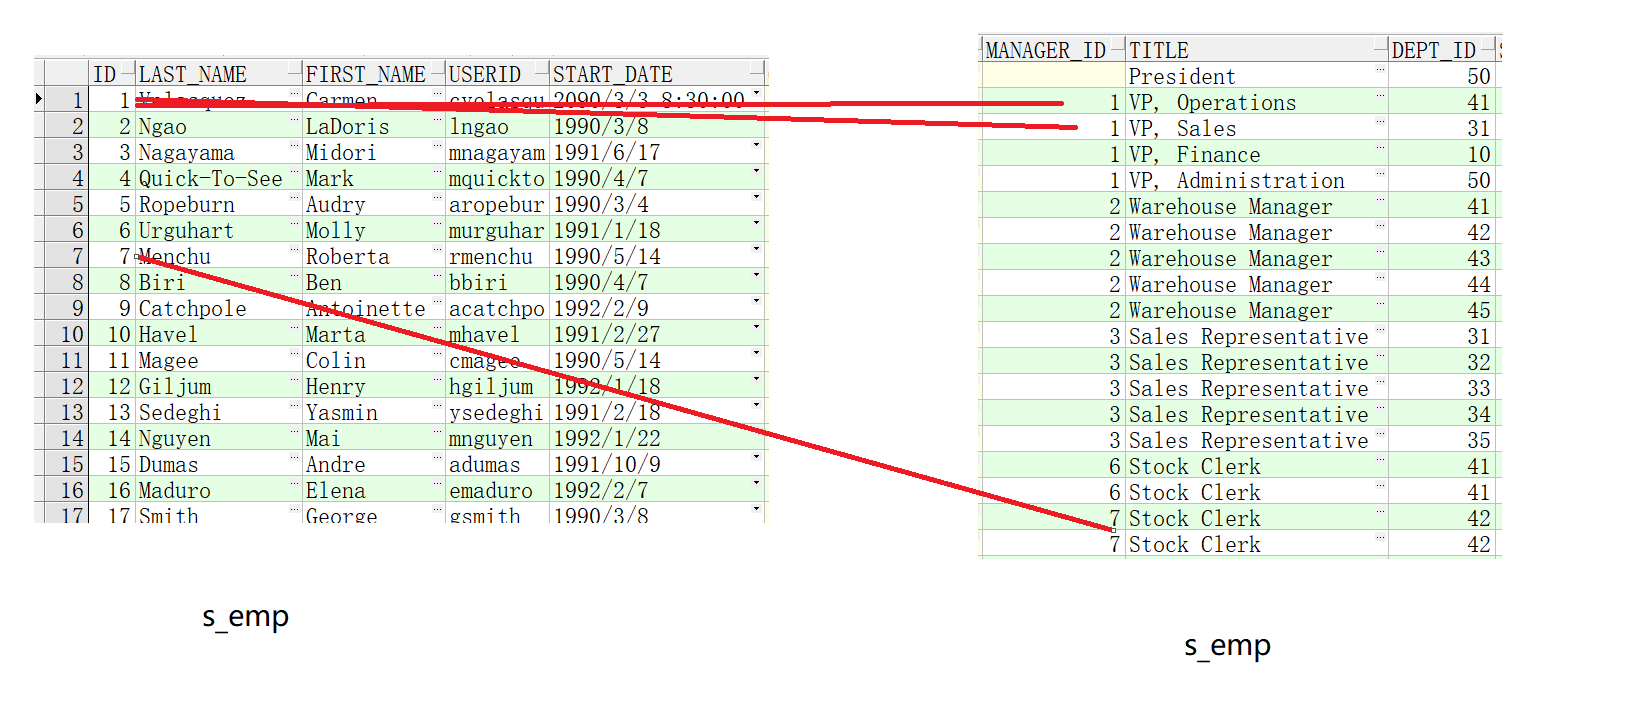 ID LAST_NAME FIRST_NAME USERID START_DATE
1 1 Velasquez Carmen cvelasqu 2090/3/3 8:30:00
2 2 Ngao LaDoris lngao 1990/3/8
3 3 Nagayama Midori mnagayam 1991/6/17
4 4 Quick-To-See Mark mquickto 1990/4/7
5 5 Ropeburn Audry aropebur 1990/3/4
6 6 Urguhart Molly murguhar 1991/1/18
7 7 Menchu Roberta rmenchu 1990/5/14
8 8 Biri Ben bbiri 1990/4/7
9 9 Catchpole Antoinette acatchpo 1992/2/9
10 10 Havel Marta mhavel 1991/2/27
11 11 Magee Colin cmagee 1990/5/14
12 12 Giljum Henry hgiljum 1992/1/18
13 13 Sedeghi Yasmin ysedeghi 1991/2/18
14 14 Nguyen Mai mnguyen 1992/1/22
15 15 Dumas Andre adumas 1991/10/9
16 16 Maduro Elena emaduro 1992/2/7
17 17 Smith George gsmith 1990/3/8
s_emp
MANAGER_ID TITLE DEPT_ID
President 50
1 VP, Operations 41
1 VP, Sales 31
1 VP, Finance 10
1 VP, Administration 50
2 Warehouse Manager 41
2 Warehouse Manager 42
2 Warehouse Manager 43
2 Warehouse Manager 44
2 Warehouse Manager 45
3 Sales Representative 31
3 Sales Representative 32
3 Sales Representative 33
3 Sales Representative 34
3 Sales Representative 35
6 Stock Clerk 41
6 Stock Clerk 41
7 Stock Clerk 42
7 Stock Clerk 42
s_emp